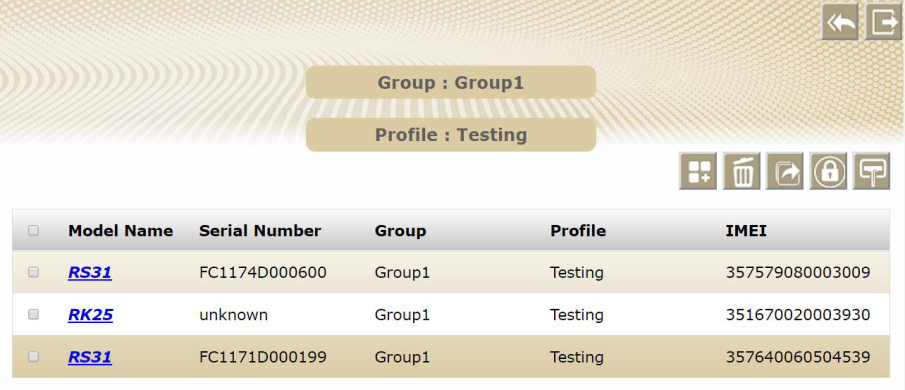 Group : Group1
Profile : Testing
Model Name Serial Number Group Profile IMEI
RS31 FC1174D000600 Group1 Testing 357579080003009
RK25 unknown Group1 Testing 351670020003930
RS31 FC1171D000199 Group1 Testing 357640060504539